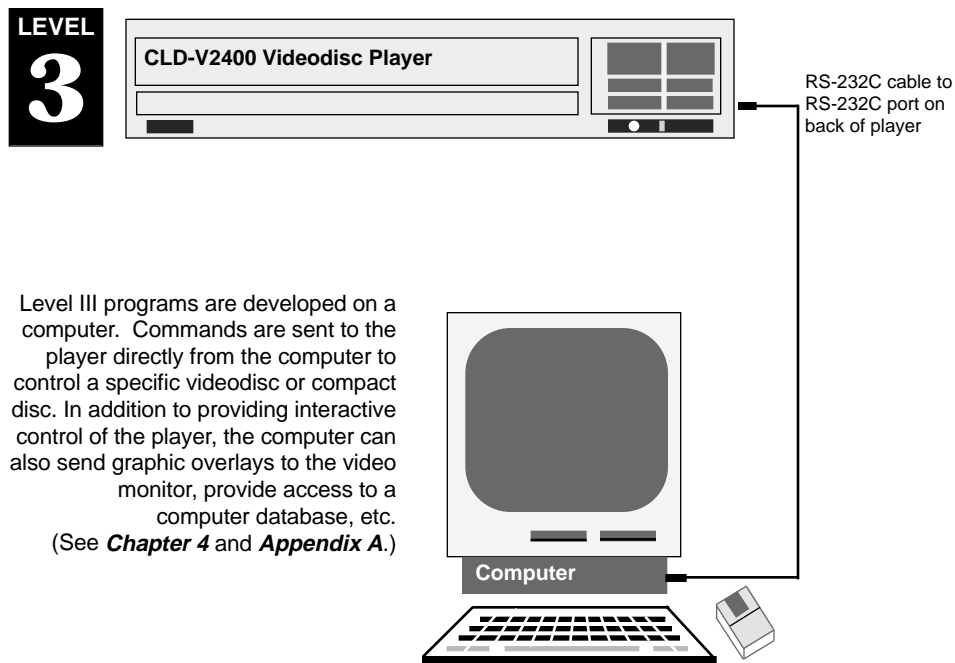 LEVEL
3
CLD-V2400 Videodisc Player
RS-232C cable to
RS-232C port on
back of player
Level III programs are developed on a
computer. Commands are sent to the
player directly from the computer to
control a specific videodisc or compact
disc. In addition to providing interactive
control of the player, the computer can
also send graphic overlays to the video
monitor, provide access to a
computer database, etc.
(See Chapter 4 and Appendix A.)
Computer